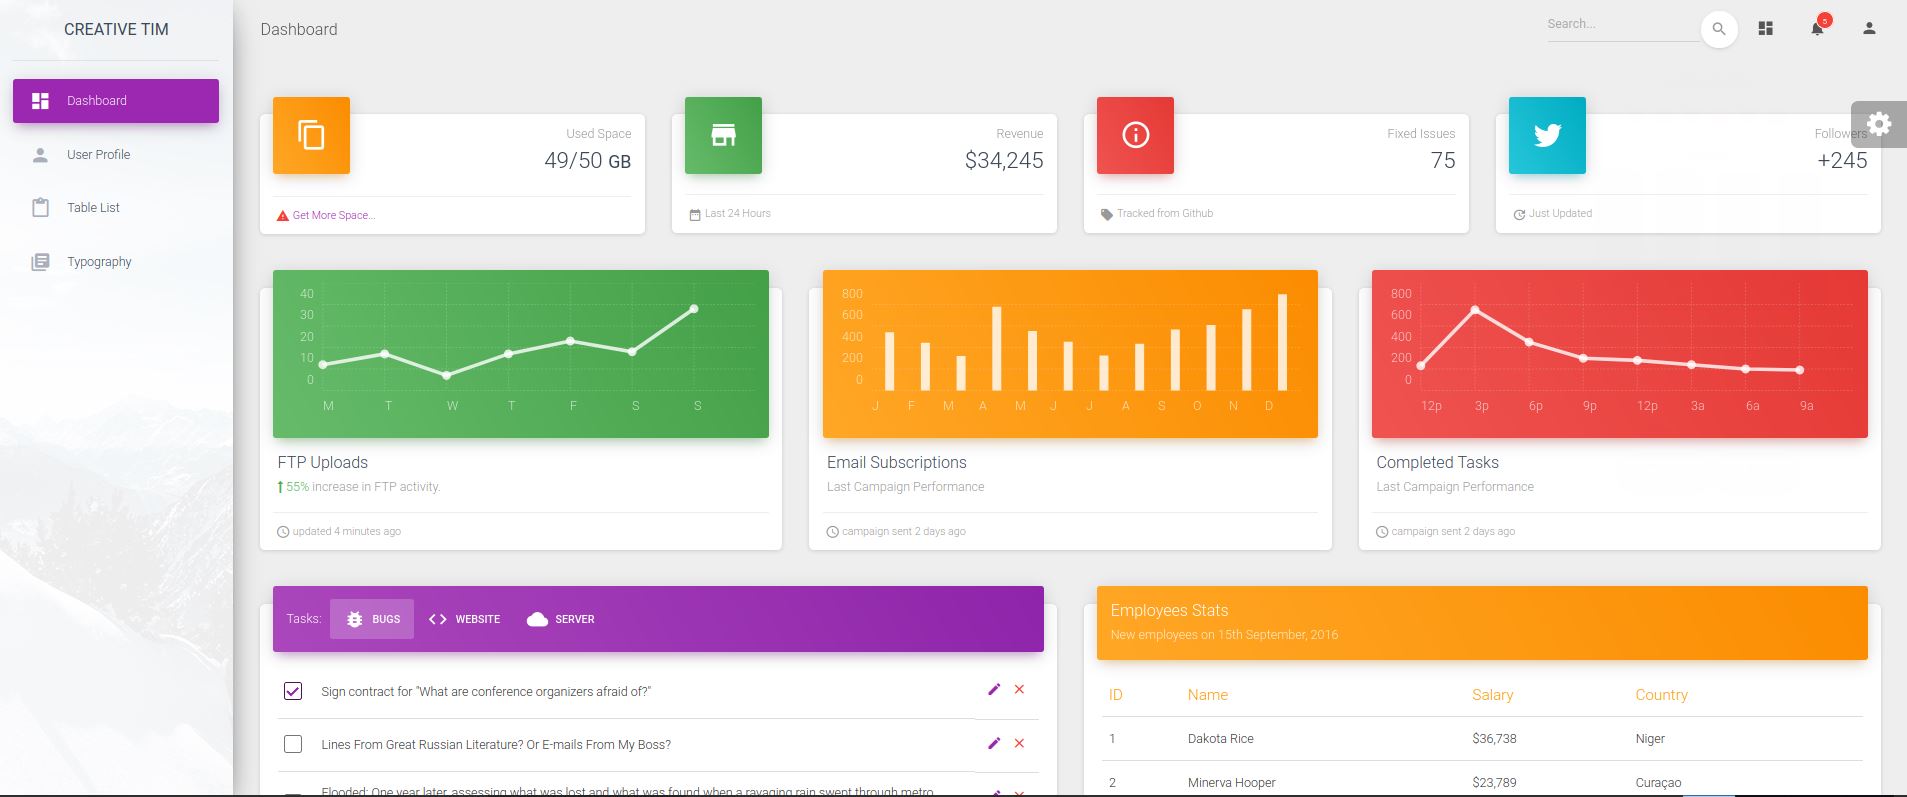 CREATIVE TIM
Dashboard
User Profile
Table List
Typography
Dashboard
Search...
5
Used Space
49/50 GB
Get More Space...
Revenue
$34,245
Last 24 Hours
Fixed Issues
75
Tracked from Github
Followers
+245
Just Updated
40
30
20
10
0
M T W T F S S
FTP Uploads
55% increase in FTP activity.
updated 4 minutes ago
800
600
400
200
0
J F M A M J J A S O N D
Email Subscriptions
Last Campaign Performance
campaign sent 2 days ago
800
600
400
200
0
12p 3p 6p 9p 12p 3a 6a 9a
Completed Tasks
Last Campaign Performance
campaign sent 2 days ago
Tasks: BUGS WEBSITE SERVER
Sign contract for "What are conference organizers afraid of?"
Lines From Great Russian Literature? Or E-mails From My Boss?
Flooded: One year later, assessing what was lost and what was found when a ravaging rain swept through metro
Employees Stats
New employees on 15th September, 2016
ID Name Salary Country
1 Dakota Rice $36,738 Niger
2 Minerva Hooper $23,789 Curaçao